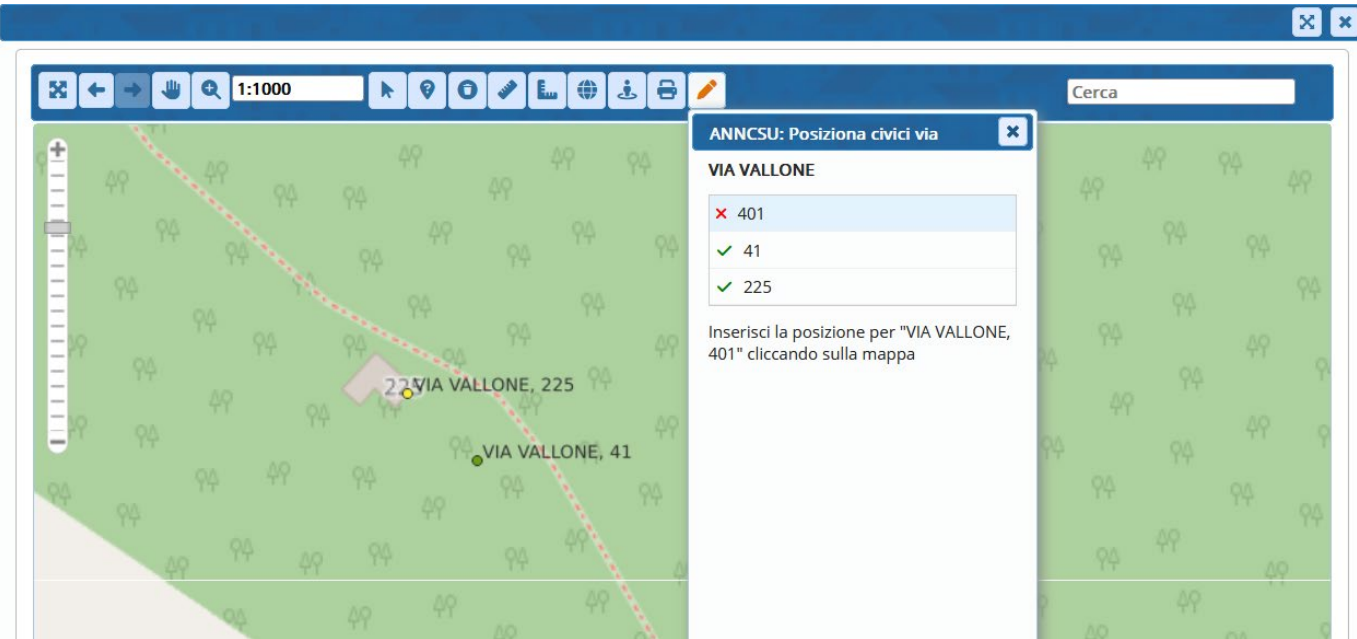 1:1000
Cerca
ANNCSU: Posiziona civici via
VIA VALLONE
401
41
225
Inserisci la posizione per "VIA VALLONE,
401" cliccando sulla mappa
225
VIA VALLONE, 225
VIA VALLONE, 41